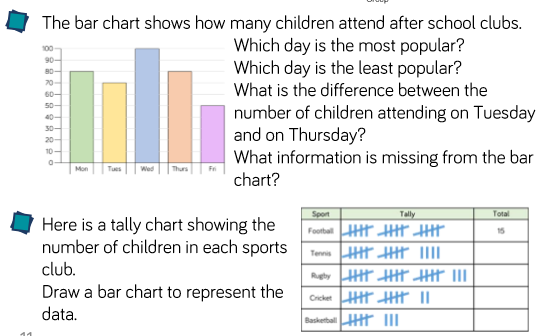 Group
The bar chart shows how many children attend after school clubs.
Which day is the most popular?
Which day is the least popular?
What is the difference between the
number of children attending on Tuesday
and on Thursday?
What information is missing from the bar
chart?
100
90
80
70
60
50
40
30
20
10
0
Mon Tues Wed Thurs Fri
Here is a tally chart showing the
number of children in each sports
club.
Draw a bar chart to represent the
data.
Sport Tally Total
Football 15
Tennis
Rugby
Cricket
Basketball